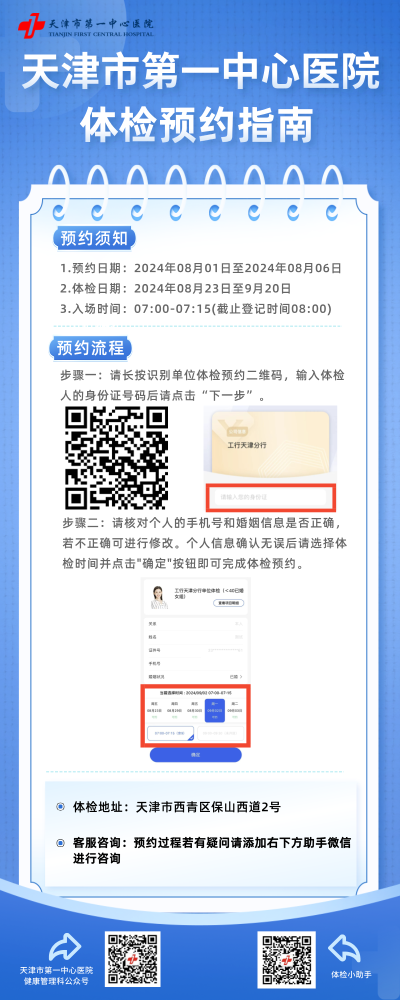 天津市第一中心医院
TIANJIN FIRST CENTRAL HOSPITAL
天津市第一中心医院
体检预约指南
预约须知
1.预约日期：2024年08月01日至2024年08月06日
2.体检日期：2024年08月23日至9月20日
3.入场时间：07:00-07:15(截止登记时间08:00)
预约流程
步骤一：请长按识别单位体检预约二维码，输入体检
人的身份证号码后请点击“下一步”。
公司信息
工行天津分行
请输入您的身份证
步骤二：请核对个人的手机号和婚姻信息是否正确，
若不正确可进行修改。个人信息确认无误后请选择体
检时间并点击"确定"按钮即可完成体检预约。
工行天津分行单位体检（<40已婚
女组）
查看项目明细
关系 本人
姓名 测试
证件号 53**************61
手机号
婚姻状况 已婚 >
当前选择时间：2024/09/02 07:00-07:15
周五 周四 周五 周一 周二
08月23日 08月29日 08月30日 09月02日 09月03日
可约 可约 可约 可约 可约
07:00-07:15（余9） 09:00-09:30（未开放）
确定
体检地址：天津市西青区保山西道2号
客服咨询：预约过程若有疑问请添加右下方助手微信
进行咨询
天津市第一中心医院
健康管理科公众号
体检小助手